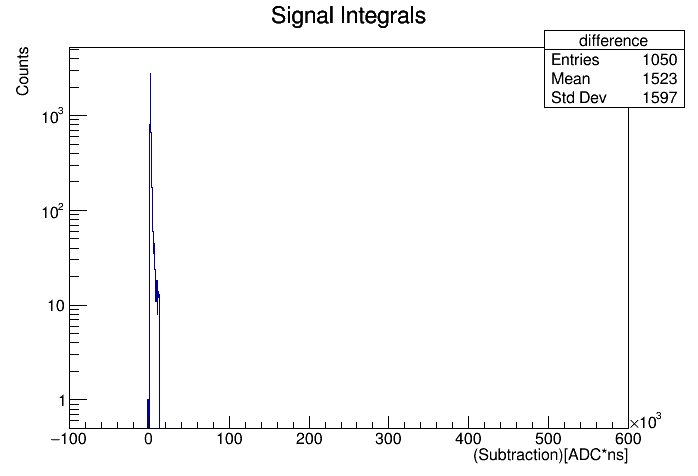 Signal Integrals
difference
Entries 1050
Mean 1523
Std Dev 1597
Counts
10³
10²
10
1
−100 0 100 200 300 400 500 600
×10³
(Subtraction)[ADC*ns]